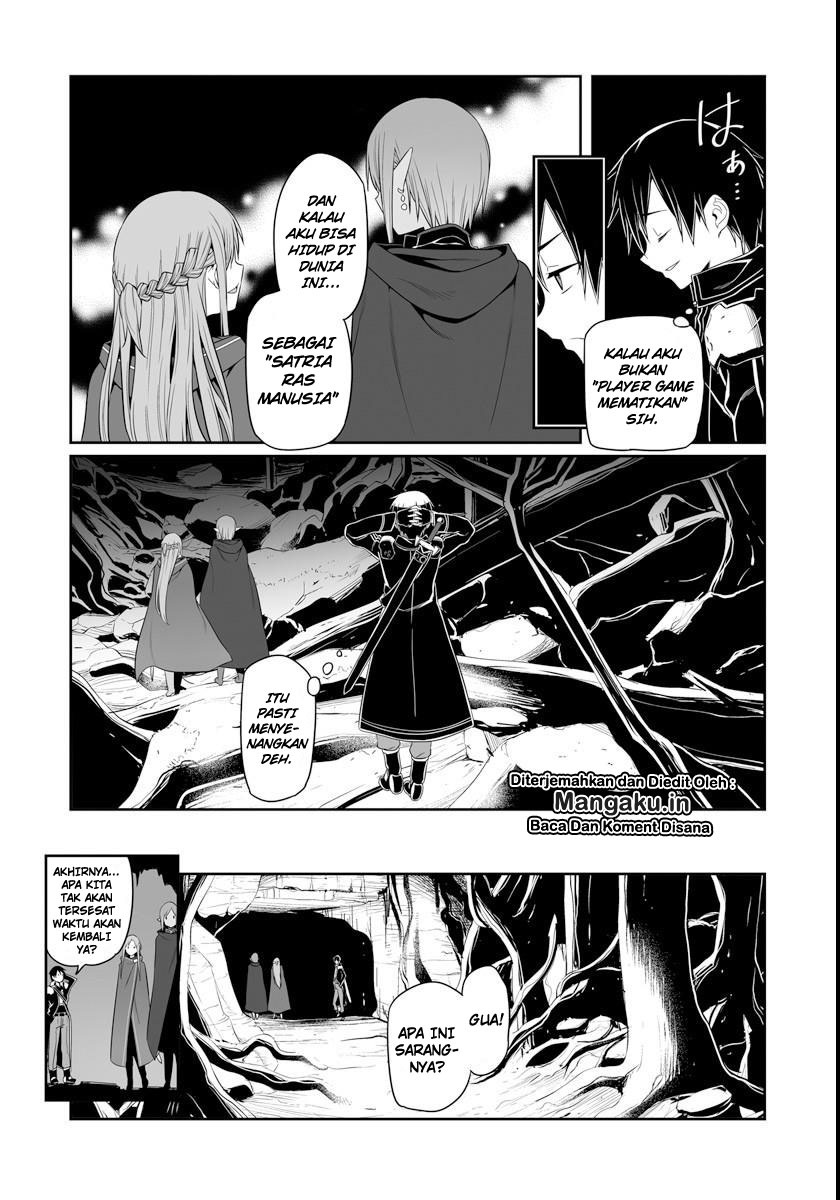 はぁ…
KALAU AKU
BUKAN
"PLAYER GAME
MEMATIKAN"
SIH.
DAN
KALAU
AKU BISA
HIDUP DI
DUNIA
INI...
SEBAGAI
"SATRIA
RAS
MANUSIA"
ITU
PASTI
MENYE-
NANGKAN
DEH.
Diterjemahkan dan Diedit Oleh :
Mangaku.in
Baca Dan Koment Disana
GUA!
APA INI
SARANG-
NYA?
AKHIRNYA...
APA KITA
TAK AKAN
TERSESAT
WAKTU AKAN
KEMBALI
YA?